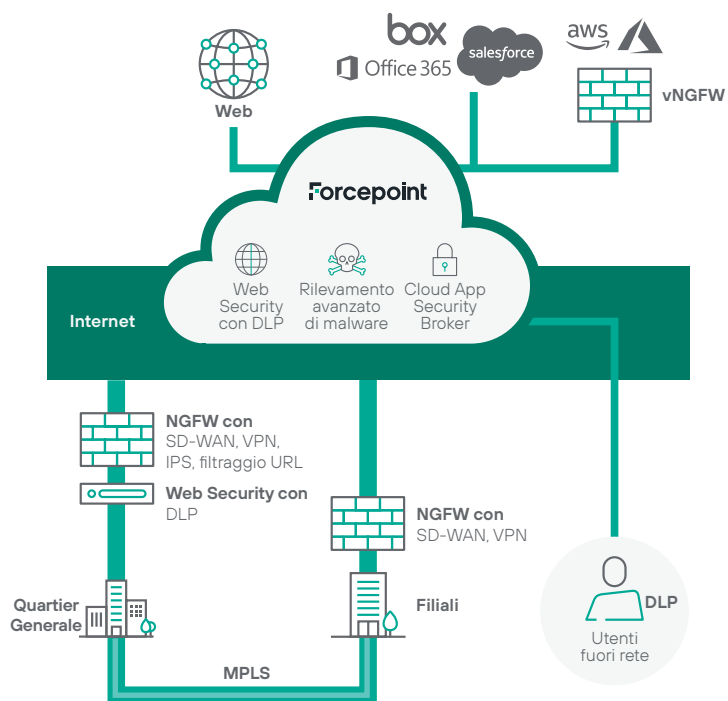 box
aws
Office 365
salesforce
Web
vNGFW
Forcepoint
Web
Security
con DLP
Rilevamento
avanzato
di malware
Cloud App
Security
Broker
Internet
NGFW con
SD-WAN, VPN,
IPS, filtraggio URL
Web Security con
DLP
NGFW con
SD-WAN, VPN
Quartier
Generale
Filiali
DLP
Utenti
fuori rete
MPLS